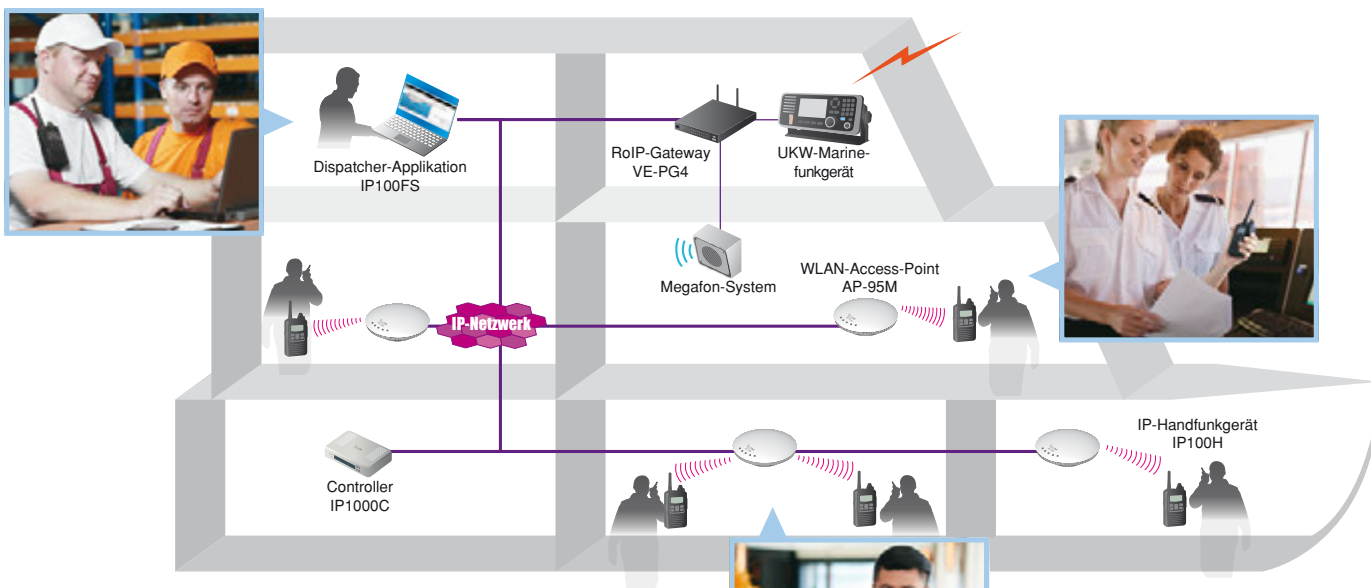 Dispatcher-Applikation
IP100FS
RoIP-Gateway
VE-PG4
UKW-Marine-
funkgerät
Megafon-System
WLAN-Access-Point
AP-95M
IP-Netzwerk
Controller
IP1000C
IP-Handfunkgerät
IP100H